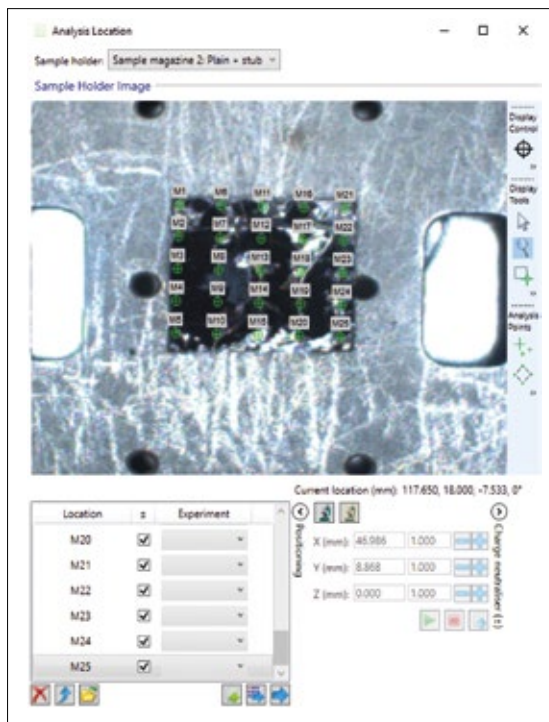 Analysis Location
Sample holder: Sample magazine 2: Plain + stub
Sample Holder Image
Display Control
Display Tools
Analysis Points
M1 M6 M11 M16 M21
M2 M7 M12 M17 M22
M3 M8 M13 M18 M23
M4 M9 M14 M19 M24
M5 M10 M15 M20 M25
Current location (mm): 117.650, 18.000, -7.533, 0°
Location ± Experiment
M20
M21
M22
M23
M24
M25
Positioning
X (mm): 46.986 1.000
Y (mm): 8.868 1.000
Z (mm): 0.000 1.000
Charge neutraliser (±)